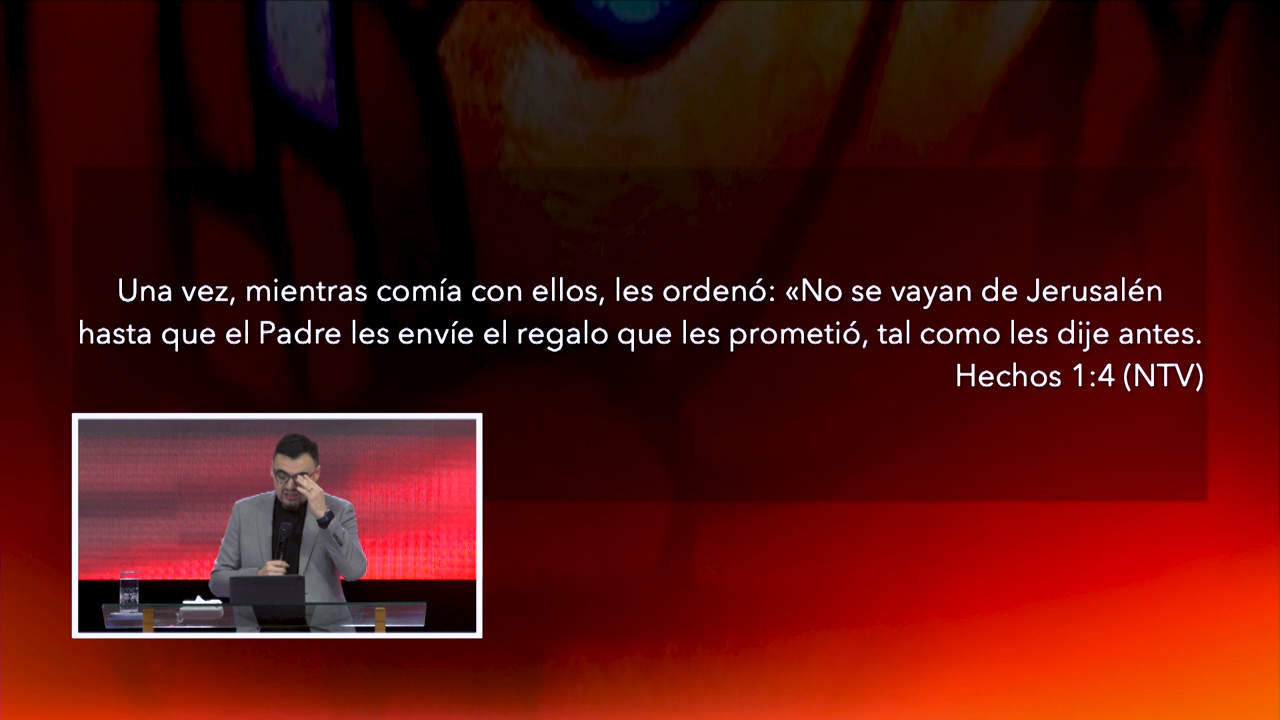 Una vez, mientras comía con ellos, les ordenó: «No se vayan de Jerusalén
hasta que el Padre les envíe el regalo que les prometió, tal como les dije antes.
Hechos 1:4 (NTV)